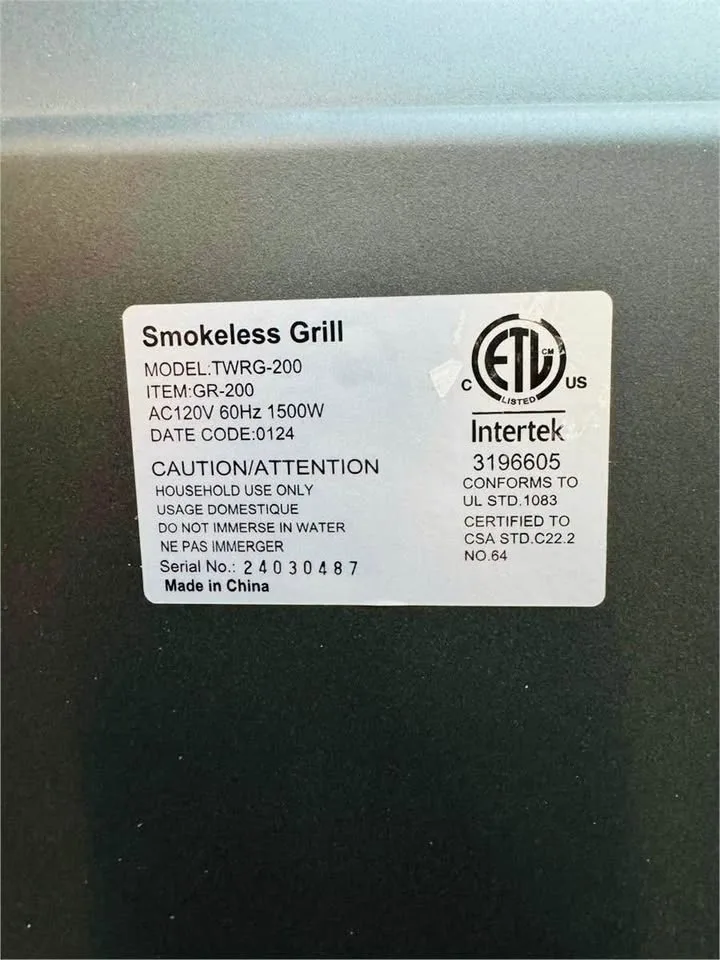 Smokeless Grill
MODEL:TWRG-200
ITEM:GR-200
AC120V 60Hz 1500W
DATE CODE:0124
CAUTION/ATTENTION
HOUSEHOLD USE ONLY
USAGE DOMESTIQUE
DO NOT IMMERSE IN WATER
NE PAS IMMERGER
Serial No.: 24030487
Made in China
ETL CM
C US
LISTED
Intertek
3196605
CONFORMS TO
UL STD.1083
CERTIFIED TO
CSA STD.C22.2
NO.64